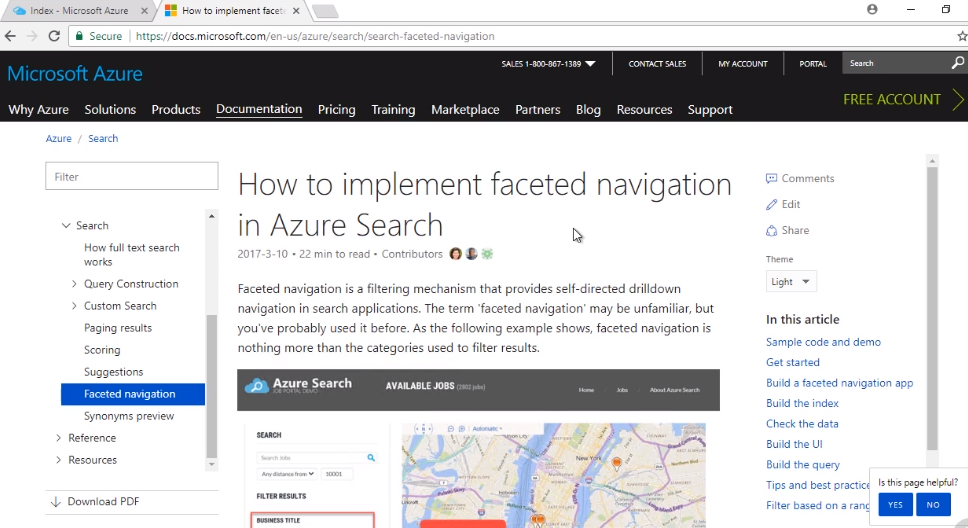 Index - Microsoft Azure
How to implement facet
Secure
https://docs.microsoft.com/en-us/azure/search/search-faceted-navigation
Microsoft Azure
SALES 1-800-867-1389
CONTACT SALES
MY ACCOUNT
PORTAL
Search
Why Azure
Solutions
Products
Documentation
Pricing
Training
Marketplace
Partners
Blog
Resources
Support
FREE ACCOUNT
Azure / Search
Filter
Search
How full text search
works
Query Construction
Custom Search
Paging results
Scoring
Suggestions
Faceted navigation
Synonyms preview
Reference
Resources
Download PDF
How to implement faceted navigation
in Azure Search
2017-3-10 • 22 min to read • Contributors
Faceted navigation is a filtering mechanism that provides self-directed drilldown
navigation in search applications. The term 'faceted navigation' may be unfamiliar, but
you've probably used it before. As the following example shows, faceted navigation is
nothing more than the categories used to filter results.
Azure Search
JOB PORTAL DEMO
AVAILABLE JOBS (2802 jobs)
Home
Jobs
About Azure Search
SEARCH
Search Jobs
Any distance from
10001
FILTER RESULTS
BUSINESS TITLE
Automatic
Union City
New York
Comments
Edit
Share
Theme
Light
In this article
Sample code and demo
Get started
Build a faceted navigation app
Build the index
Check the data
Build the UI
Build the query
Tips and best practice
Filter based on a rang
Is this page helpful?
YES
NO